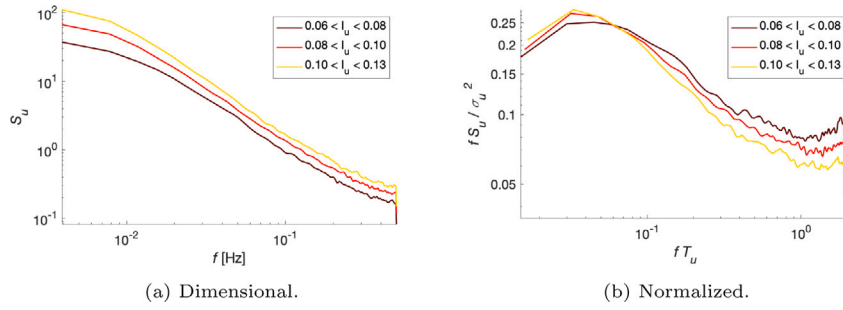 10²
10¹
10⁰
10⁻¹
S_u
10⁻²
10⁻¹
f [Hz]
0.06 < I_u < 0.08
0.08 < I_u < 0.10
0.10 < I_u < 0.13
(a) Dimensional.
0.25
0.2
0.15
0.1
0.05
f S_u / σ_u²
10⁻¹
10⁰
f T_u
0.06 < I_u < 0.08
0.08 < I_u < 0.10
0.10 < I_u < 0.13
(b) Normalized.